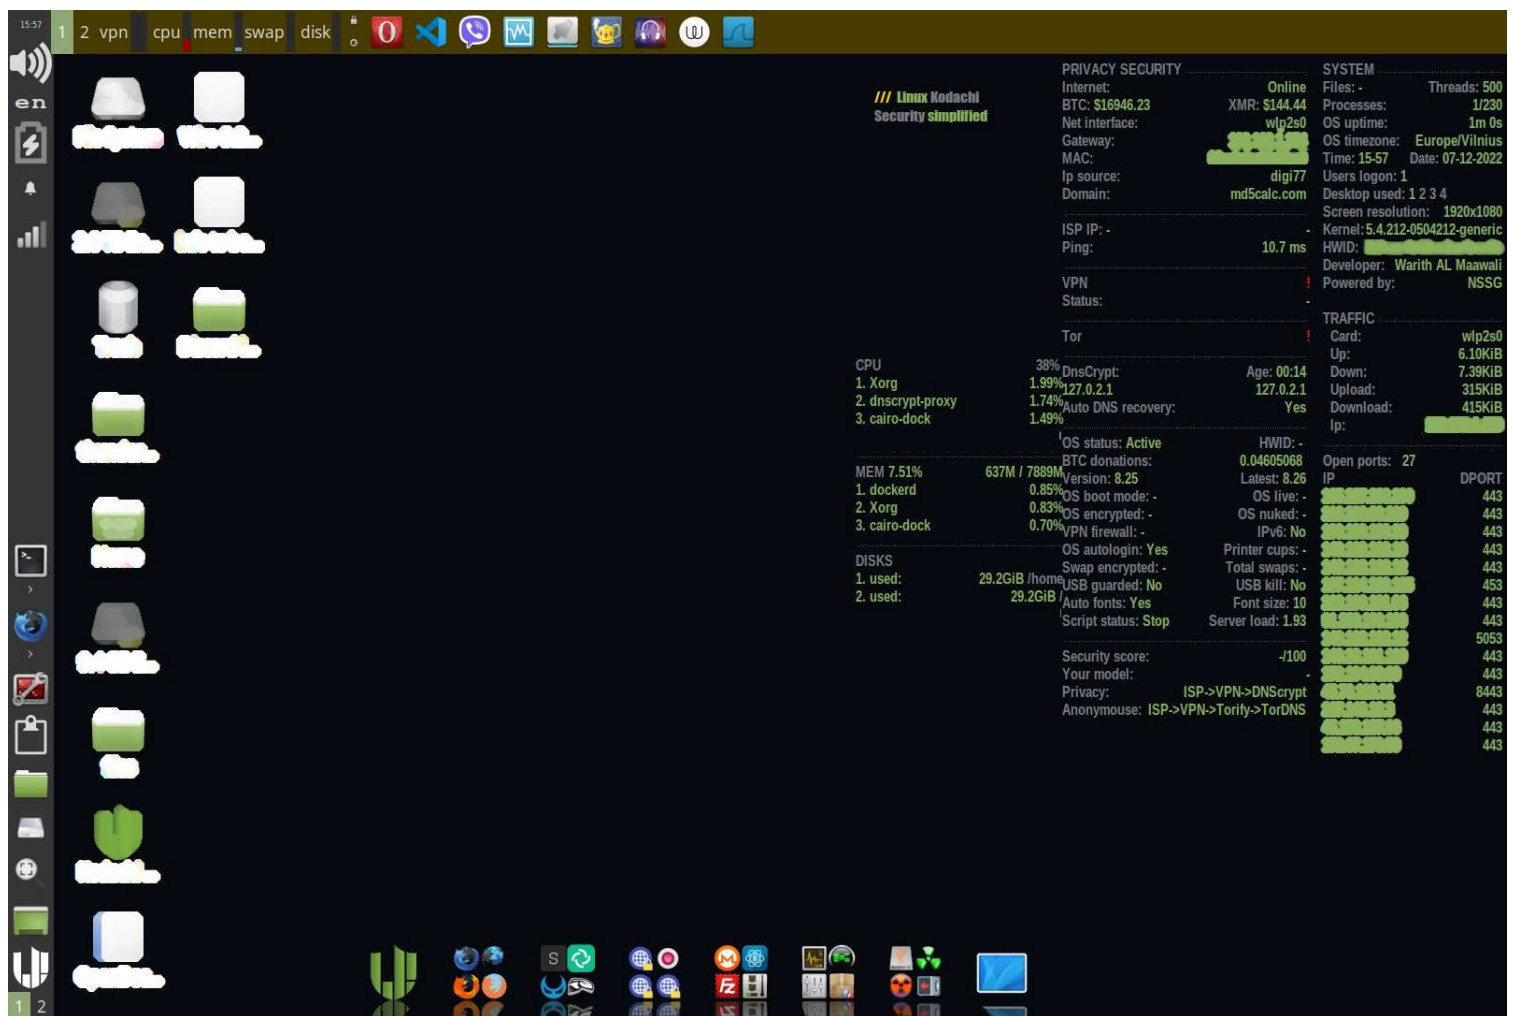 15:57
1 2 vpn cpu mem swap disk
en
/// Linux Kodachi
Security simplified
CPU 38%
1. Xorg 1.99%
2. dnscrypt-proxy 1.74%
3. cairo-dock 1.49%
MEM 7.51% 637M / 7889M
1. dockerd 0.85%
2. Xorg 0.83%
3. cairo-dock 0.70%
DISKS
1. used: 29.2GiB /home
2. used: 29.2GiB /
PRIVACY SECURITY
Internet: Online
BTC: $16946.23 XMR: $144.44
Net interface: wlp2s0
Gateway:
MAC:
Ip source: digi77
Domain: md5calc.com
ISP IP: - -
Ping: 10.7 ms
VPN !
Status: -
Tor !
DnsCrypt: Age: 00:14
127.0.2.1 127.0.2.1
Auto DNS recovery: Yes
OS status: Active HWID: -
BTC donations: 0.04605068
Version: 8.25 Latest: 8.26
OS boot mode: - OS live: -
OS encrypted: - OS nuked: -
VPN firewall: - IPv6: No
OS autologin: Yes Printer cups: -
Swap encrypted: - Total swaps: -
USB guarded: No USB kill: No
Auto fonts: Yes Font size: 10
Script status: Stop Server load: 1.93
Security score: -/100
Your model: -
Privacy: ISP->VPN->DNScrypt
Anonymouse: ISP->VPN->Torify->TorDNS
SYSTEM
Files: - Threads: 500
Processes: 1/230
OS uptime: 1m 0s
OS timezone: Europe/Vilnius
Time: 15-57 Date: 07-12-2022
Users logon: 1
Desktop used: 1 2 3 4
Screen resolution: 1920x1080
Kernel: 5.4.212-0504212-generic
HWID:
Developer: Warith AL Maawali
Powered by: NSSG
TRAFFIC
Card: wlp2s0
Up: 6.10KiB
Down: 7.39KiB
Upload: 315KiB
Download: 415KiB
Ip:
Open ports: 27
IP DPORT
443
443
443
443
443
453
443
443
5053
443
443
8443
443
443
443
S
1 2